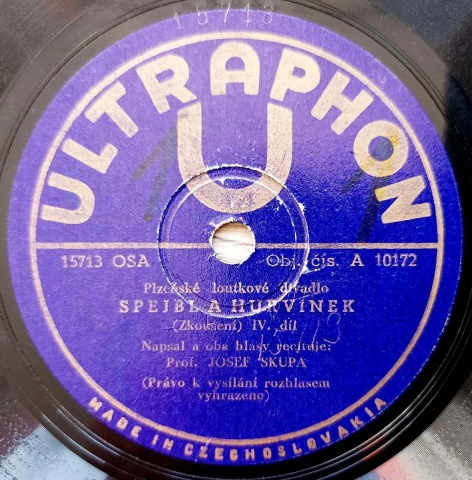 15713
ULTRAPHON
U
15713 OSA
Obj. čís. A 10172
Plzeňské loutkové divadlo
SPEJBL A HURVÍNEK
(Zkoušení) IV. díl
Napsal a oba hlasy recituje:
Prof. JOSEF SKUPA
(Právo k vysílání rozhlasem
vyhrazeno)
MADE IN CZECHOSLOVAKIA